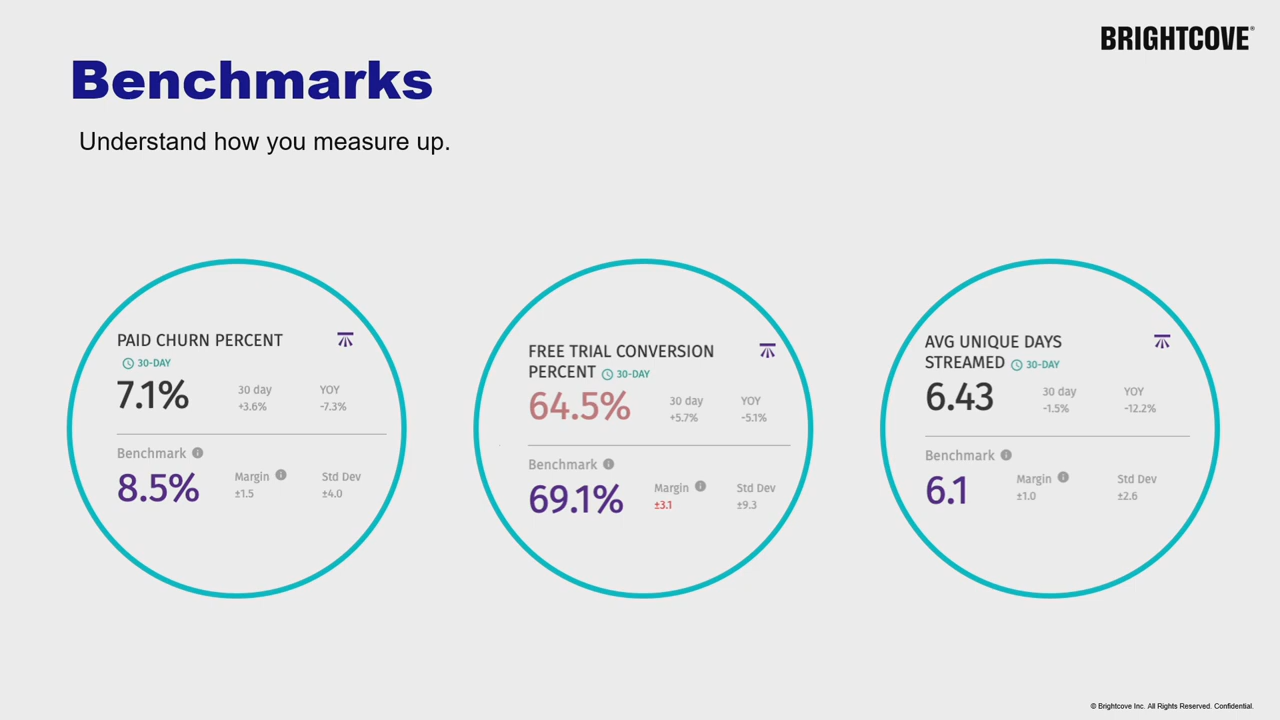 BRIGHTCOVE®
Benchmarks
Understand how you measure up.
PAID CHURN PERCENT
30-DAY
7.1%
30 day
+3.6%
YOY
-7.3%
Benchmark
8.5%
Margin
±1.5
Std Dev
±4.0
FREE TRIAL CONVERSION
PERCENT 30-DAY
64.5%
30 day
+5.7%
YOY
-5.1%
Benchmark
69.1%
Margin
±3.1
Std Dev
±9.3
AVG UNIQUE DAYS
STREAMED 30-DAY
6.43
30 day
-1.5%
YOY
-12.2%
Benchmark
6.1
Margin
±1.0
Std Dev
±2.6
© Brightcove Inc. All Rights Reserved. Confidential.